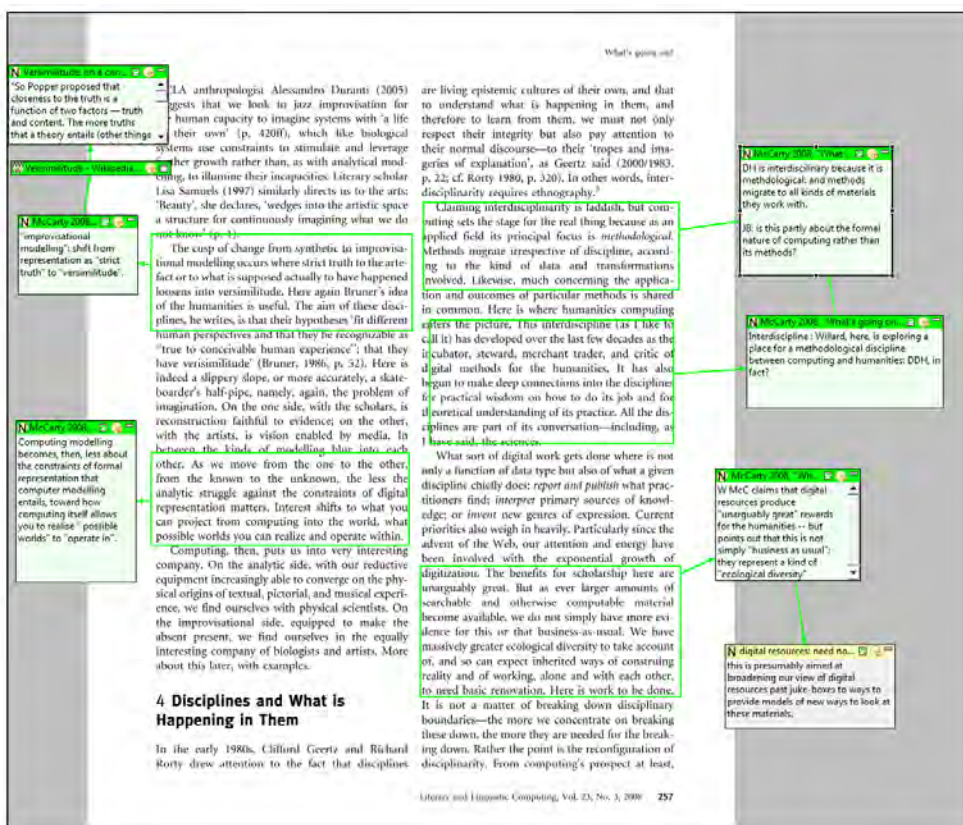 What's going on?
N Versimilitude: on a con...
"So Popper proposed that
closeness to the truth is a
function of two factors — truth
and content. The more truths
that a theory entails (other things
Versimilitude - Wikipedia...
N McCarty 2008,
"improvisational
modelling": shift from
representation as "strict
truth" to "versimilitude".
N McCarty 2008,
Computing modelling
becomes, then, less about
the constraints of formal
representation that
computer modelling
entails, toward how
computing itself allows
you to realise " possible
worlds" to "operate in".
CLA anthropologist Alessandro Duranti (2005)
ggests that we look to jazz improvisation for
human capacity to imagine systems with 'a life
their own' (p. 420ff), which like biological
systems use constraints to stimulate and leverage
ther growth rather than, as with analytical mod-
thing, to illumine their incapacities. Literary scholar
Lisa Samuels (1997) similarly directs us to the arts:
'Beauty', she declares, 'wedges into the artistic space
a structure for continuously imagining what we do
not know' (p. 1).
The cusp of change from synthetic to improvisa-
tional modelling occurs where strict truth to the arte-
fact or to what is supposed actually to have happened
loosens into versimilitude. Here again Bruner's idea
of the humanities is useful. The aim of these disci-
plines, he writes, is that their hypotheses 'fit different
human perspectives and that they be recognizable as
"true to conceivable human experience": that they
have verisimilitude' (Bruner, 1986, p. 52). Here is
indeed a slippery slope, or more accurately, a skate-
boarder's half-pipe, namely, again, the problem of
imagination. On the one side, with the scholars, is
reconstruction faithful to evidence; on the other,
with the artists, is vision enabled by media. In
between the kinds of modelling blur into each
other. As we move from the one to the other,
from the known to the unknown, the less the
analytic struggle against the constraints of digital
representation matters. Interest shifts to what you
can project from computing into the world, what
possible worlds you can realize and operate within.
Computing, then, puts us into very interesting
company. On the analytic side, with our reductive
equipment increasingly able to converge on the phy-
sical origins of textual, pictorial, and musical experi-
ence, we find ourselves with physical scientists. On
the improvisational side, equipped to make the
absent present, we find ourselves in the equally
interesting company of biologists and artists. More
about this later, with examples.
4 Disciplines and What is
Happening in Them
In the early 1980s, Clifford Geertz and Richard
Rorty drew attention to the fact that disciplines
are living epistemic cultures of their own, and that
to understand what is happening in them, and
therefore to learn from them, we must not only
respect their integrity but also pay attention to
their normal discourse—to their 'tropes and ima-
geries of explanation', as Geertz said (2000/1983,
p. 22; cf. Rorty 1980, p. 320). In other words, inter-
disciplinarity requires ethnography.5
Claiming interdisciplinarity is faddish, but com-
puting sets the stage for the real thing because as an
applied field its principal focus is methodological.
Methods migrate irrespective of discipline, accord-
ing to the kind of data and transformations
involved. Likewise, much concerning the applica-
tion and outcomes of particular methods is shared
in common. Here is where humanities computing
enters the picture. This interdiscipline (as I like to
call it) has developed over the last few decades as the
incubator, steward, merchant trader, and critic of
digital methods for the humanities. It has also
begun to make deep connections into the disciplines
for practical wisdom on how to do its job and for
theoretical understanding of its practice. All the dis-
ciplines are part of its conversation—including, as
I have said, the sciences.
What sort of digital work gets done where is not
only a function of data type but also of what a given
discipline chiefly does: report and publish what prac-
titioners find; interpret primary sources of knowl-
edge; or invent new genres of expression. Current
priorities also weigh in heavily. Particularly since the
advent of the Web, our attention and energy have
been involved with the exponential growth of
digitization. The benefits for scholarship here are
unarguably great. But as ever larger amounts of
searchable and otherwise computable material
become available, we do not simply have more evi-
dence for this or that business-as-usual. We have
massively greater ecological diversity to take account
of, and so can expect inherited ways of construing
reality and of working, alone and with each other,
to need basic renovation. Here is work to be done.
It is not a matter of breaking down disciplinary
boundaries—the more we concentrate on breaking
these down, the more they are needed for the break-
ing down. Rather the point is the reconfiguration of
disciplinarity. From computing's prospect at least,
N McCarty 2008, "What
DH is interdiscilinary because it is
methdological: and methods
migrate to all kinds of materials
they work with.
JB: is this partly about the formal
nature of computing rather than
its methods?
N McCarty 2008, "What's going on...
Interdiscipline: Willard, here, is exploring a
place for a methodological discipline
between computing and humanities: DDH, in
fact?
N McCarty 2008, "Wh...
W McC claims that digital
resources produce
"unarguably great" rewards
for the humanities -- but
points out that this is not
simply "business as usual":
they represent a kind of
"ecological diversity"
N digital resources: need no...
this is presumably aimed at
broadening our view of digital
resources past juke-boxes to ways to
provide models of new ways to look at
these materials.
Literary and Linguistic Computing, Vol. 23, No. 3, 2008 257